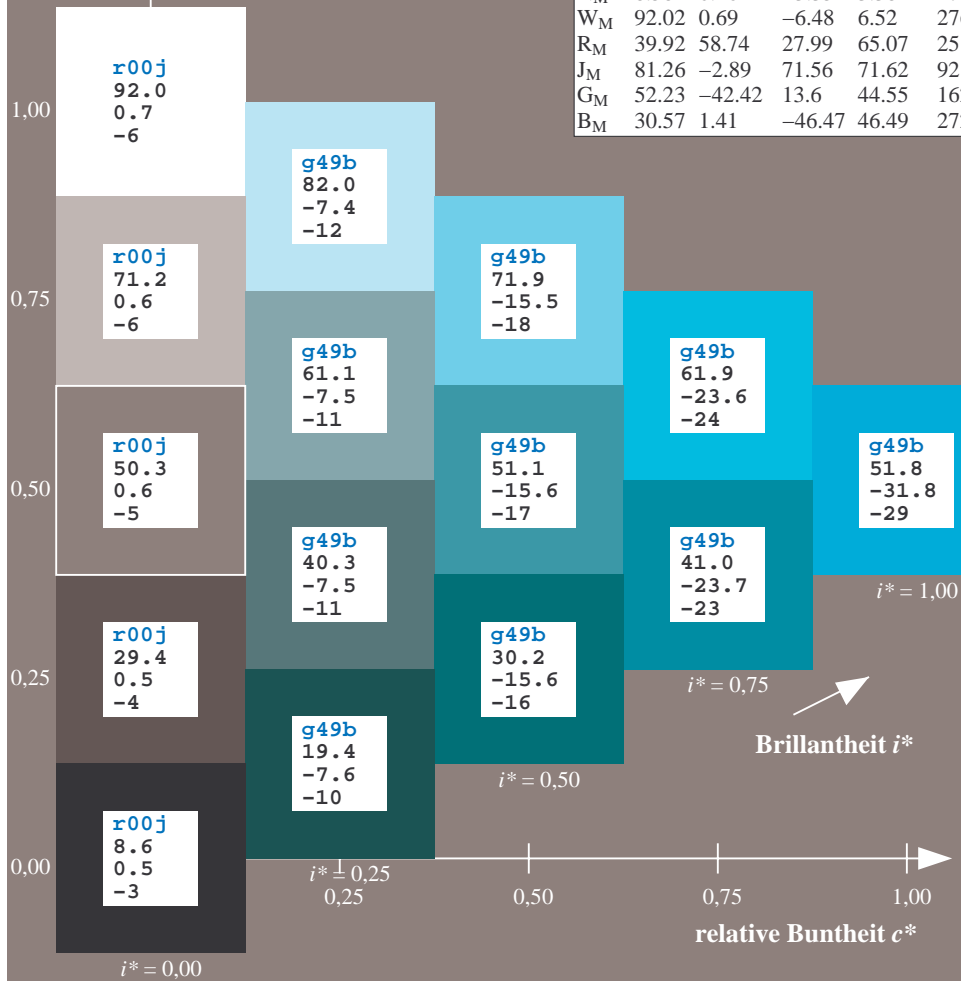 W_M 92.02 0.69 −6.48 6.52
R_M 39.92 58.74 27.99 65.07
J_M 81.26 −2.89 71.56 71.62
G_M 52.23 −42.42 13.6 44.55
B_M 30.57 1.41 −46.47 46.49
1,00
r00j
92.0
0.7
−6
g49b
82.0
−7.4
−12
0,75
r00j
71.2
0.6
−6
g49b
71.9
−15.5
−18
g49b
61.1
−7.5
−11
g49b
61.9
−23.6
−24
0,50
r00j
50.3
0.6
−5
g49b
51.1
−15.6
−17
g49b
51.8
−31.8
−29
i* = 1,00
g49b
40.3
−7.5
−11
g49b
41.0
−23.7
−23
i* = 0,75
0,25
r00j
29.4
0.5
−4
g49b
30.2
−15.6
−16
i* = 0,50
Brillantheit i*
g49b
19.4
−7.6
−10
i* = 0,25
0,00
r00j
8.6
0.5
−3
i* = 0,00
0,25 0,50 0,75 1,00
relative Buntheit c*